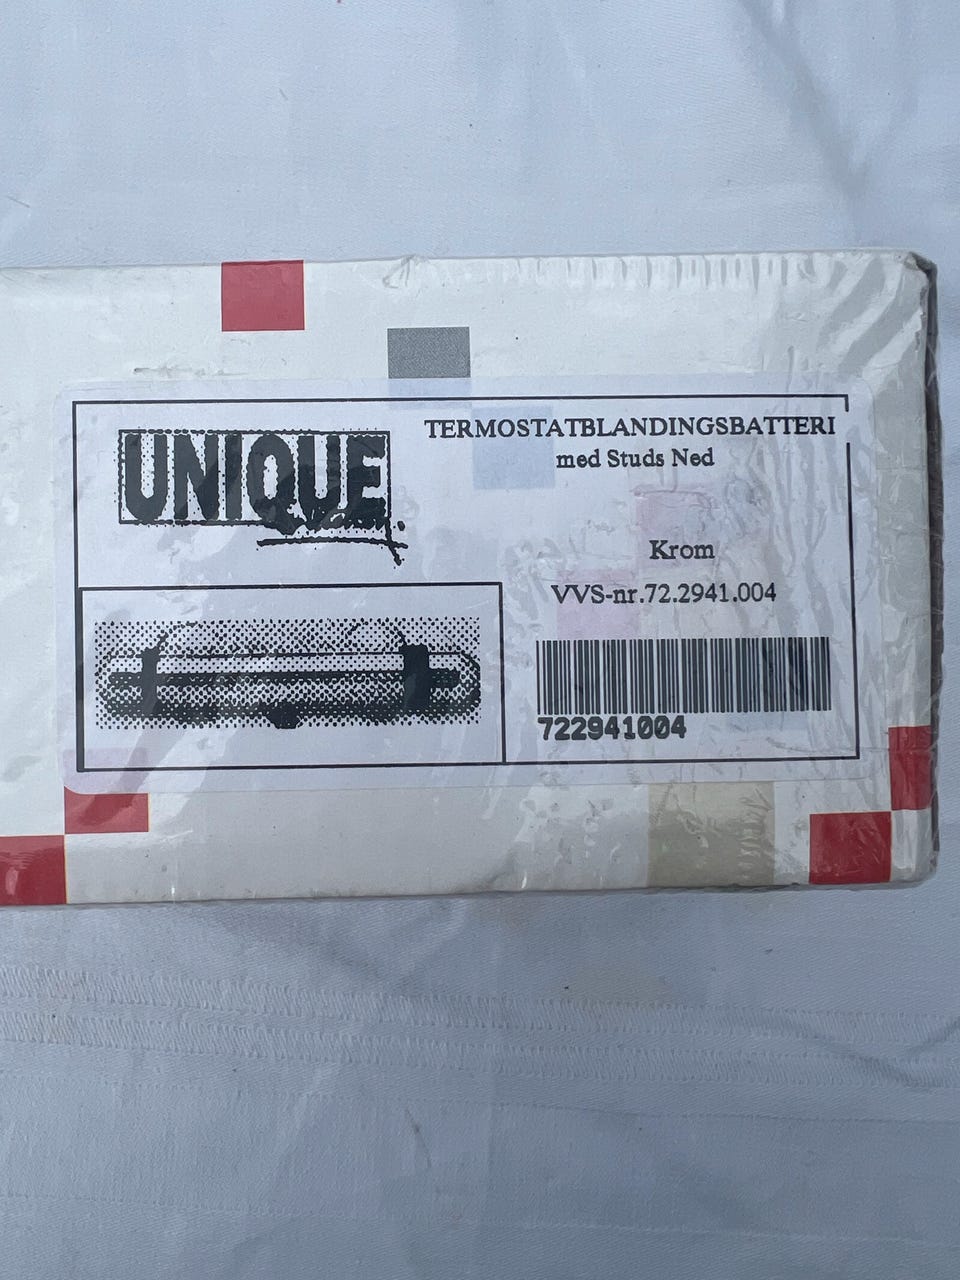 UNIQUE
TERMOSTATBLANDINGSBATTERI
med Studs Ned
Krom
VVS-nr.72.2941.004
722941004